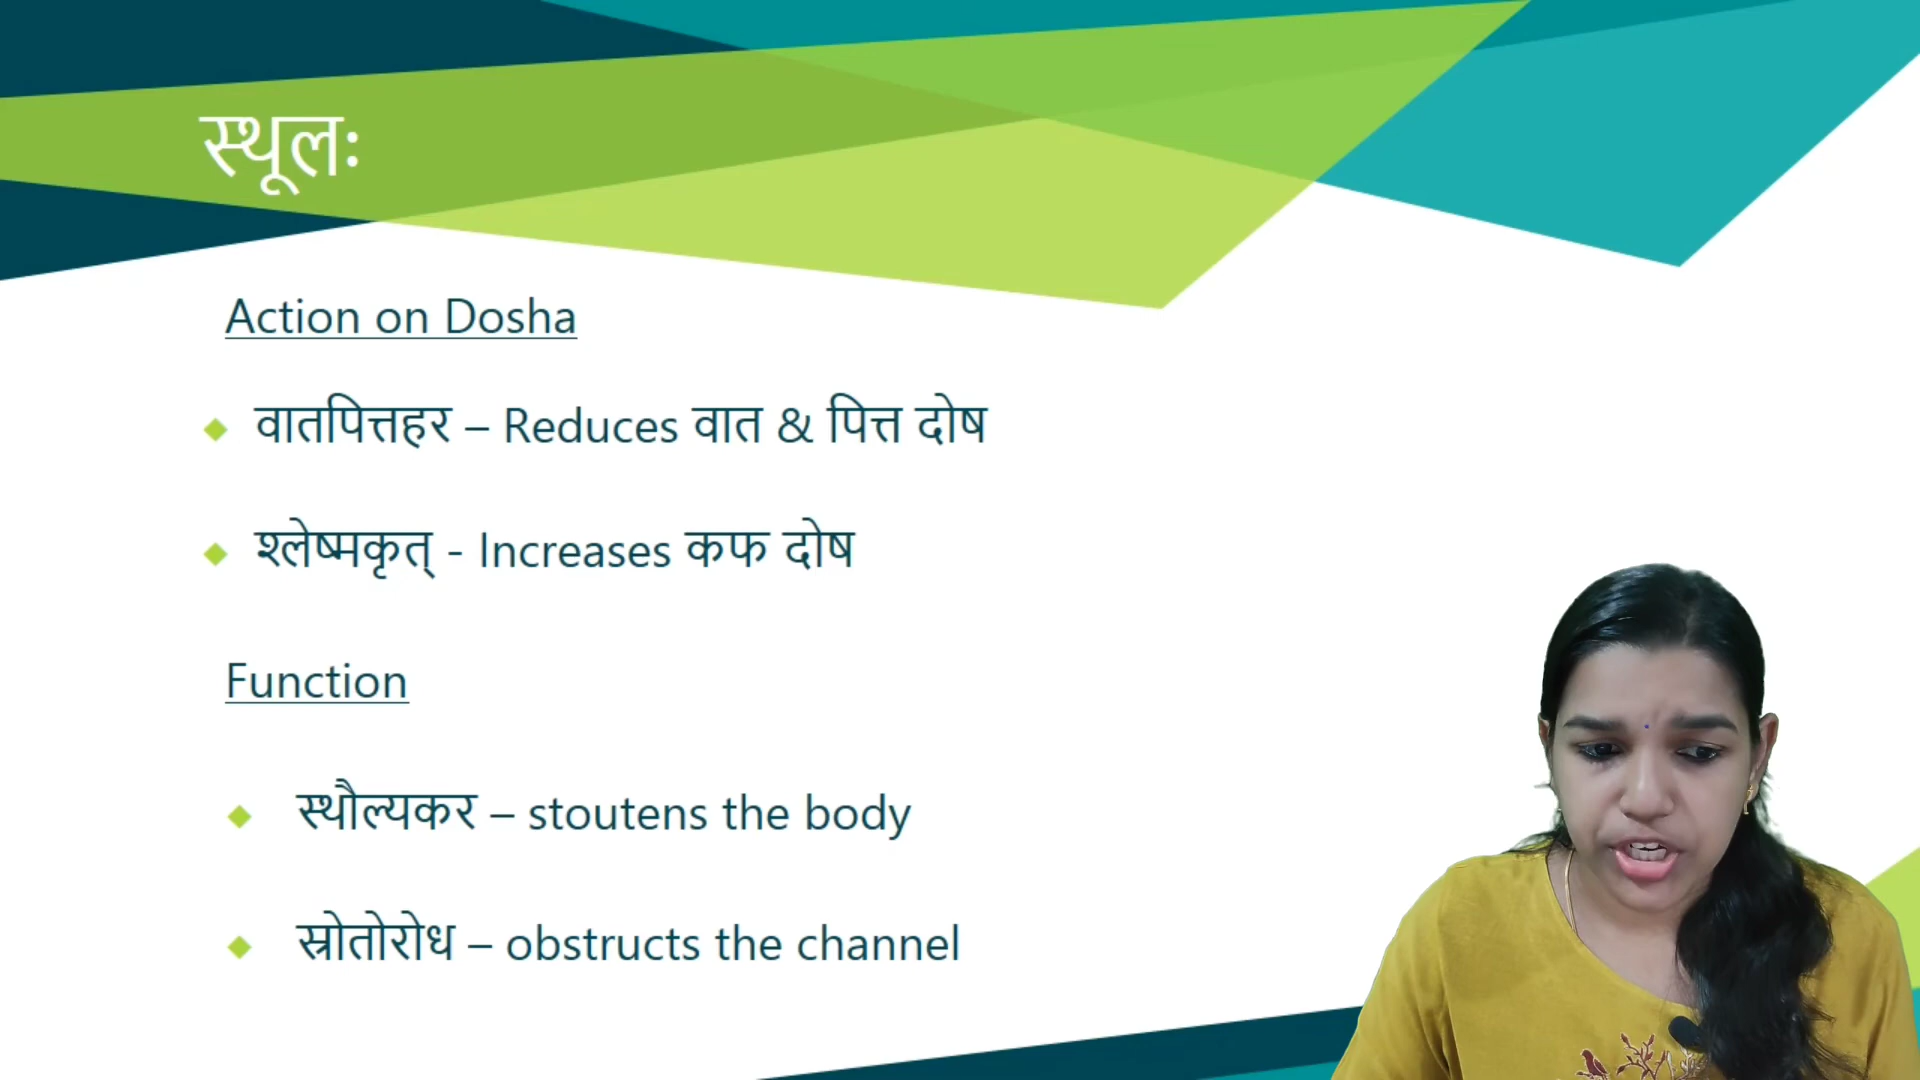 स्थूलः
Action on Dosha
वातपित्तहर – Reduces वात & पित्त दोष
श्लेष्मकृत् - Increases कफ दोष
Function
स्थौल्यकर – stoutens the body
स्रोतोरोध – obstructs the channel